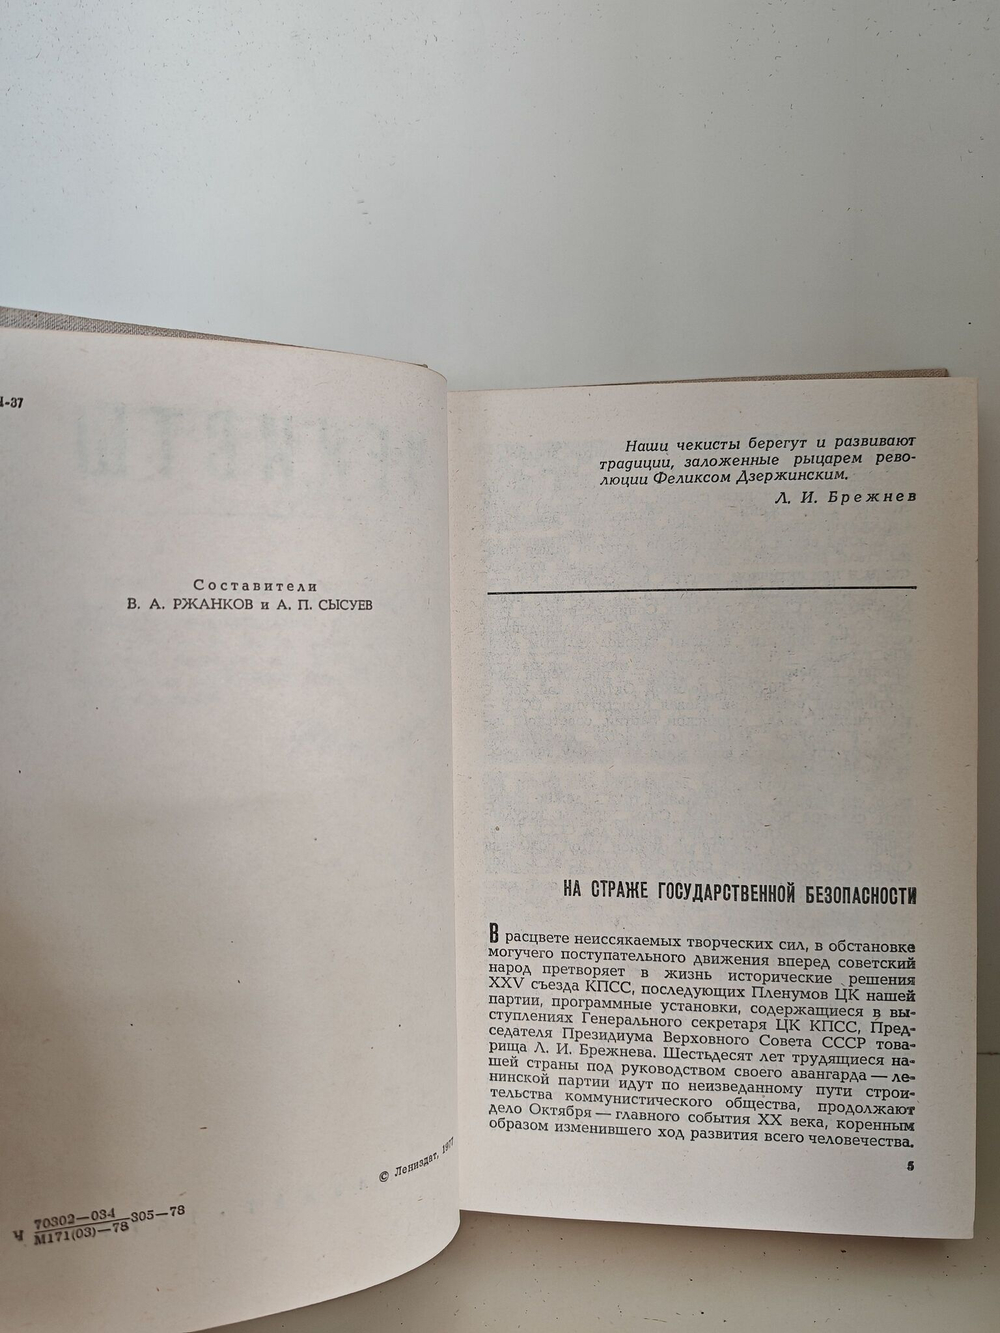 Ч-37
Составители
В. А. РЖАНКОВ и А. П. СЫСУЕВ
© Лениздат, 1977
Ч 70302—034 305—78
М171(03)—78
Наши чекисты берегут и развивают
традиции, заложенные рыцарем рево-
люции Феликсом Дзержинским.
Л. И. Брежнев
НА СТРАЖЕ ГОСУДАРСТВЕННОЙ БЕЗОПАСНОСТИ
В расцвете неиссякаемых творческих сил, в обстановке
могучего поступательного движения вперед советский
народ претворяет в жизнь исторические решения
XXV съезда КПСС, последующих Пленумов ЦК нашей
партии, программные установки, содержащиеся в вы-
ступлениях Генерального секретаря ЦК КПСС, Пред-
седателя Президиума Верховного Совета СССР това-
рища Л. И. Брежнева. Шестьдесят лет трудящиеся на-
шей страны под руководством своего авангарда — ле-
нинской партии идут по неизведанному пути строи-
тельства коммунистического общества, продолжают
дело Октября — главного события XX века, коренным
образом изменившего ход развития всего человечества.
5